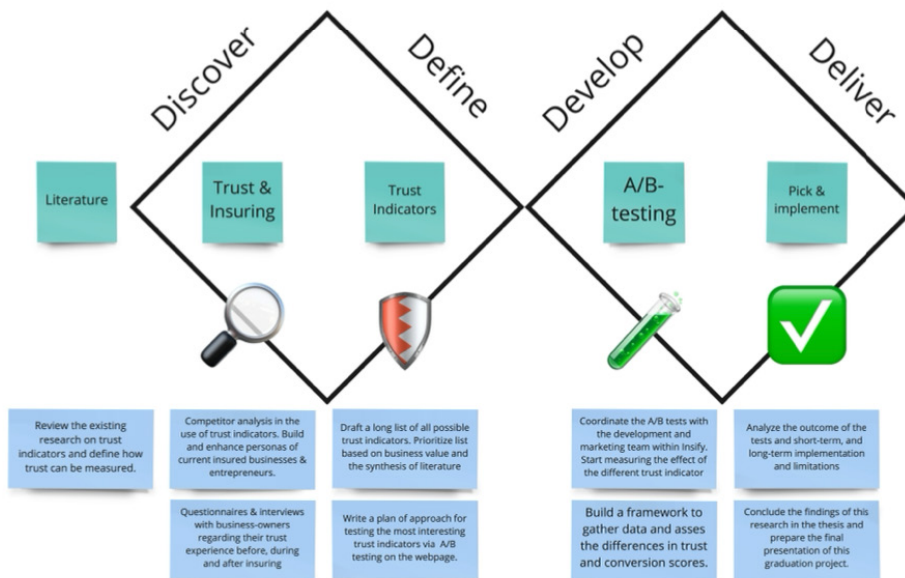 Discover
Define
Develop
Deliver
Literature
Trust &
Insuring
Trust
Indicators
A/B-
testing
Pick &
implement
Review the existing
research on trust
indicators and define how
trust can be measured.
Competitor analysis in the
use of trust indicators. Build
and enhance personas of
current insured businesses &
entrepreneurs.
Draft a long list of all possible
trust indicators. Prioritize list
based on business value and
the synthesis of literature
Coordinate the A/B tests with
the development and
marketing team within Insify.
Start measuring the effect of
the different trust indicator
Analyze the outcome of
the tests and short-term, and
long-term implementation
and limitations
Questionnaires & interviews
with business-owners
regarding their trust
experience before, during
and after insuring
Write a plan of approach for
testing the most interesting
trust indicators via A/B
testing on the webpage.
Build a framework to
gather data and asses
the differences in trust
and conversion scores.
Conclude the findings of this
research in the thesis and
prepare the final
presentation of this
graduation project.